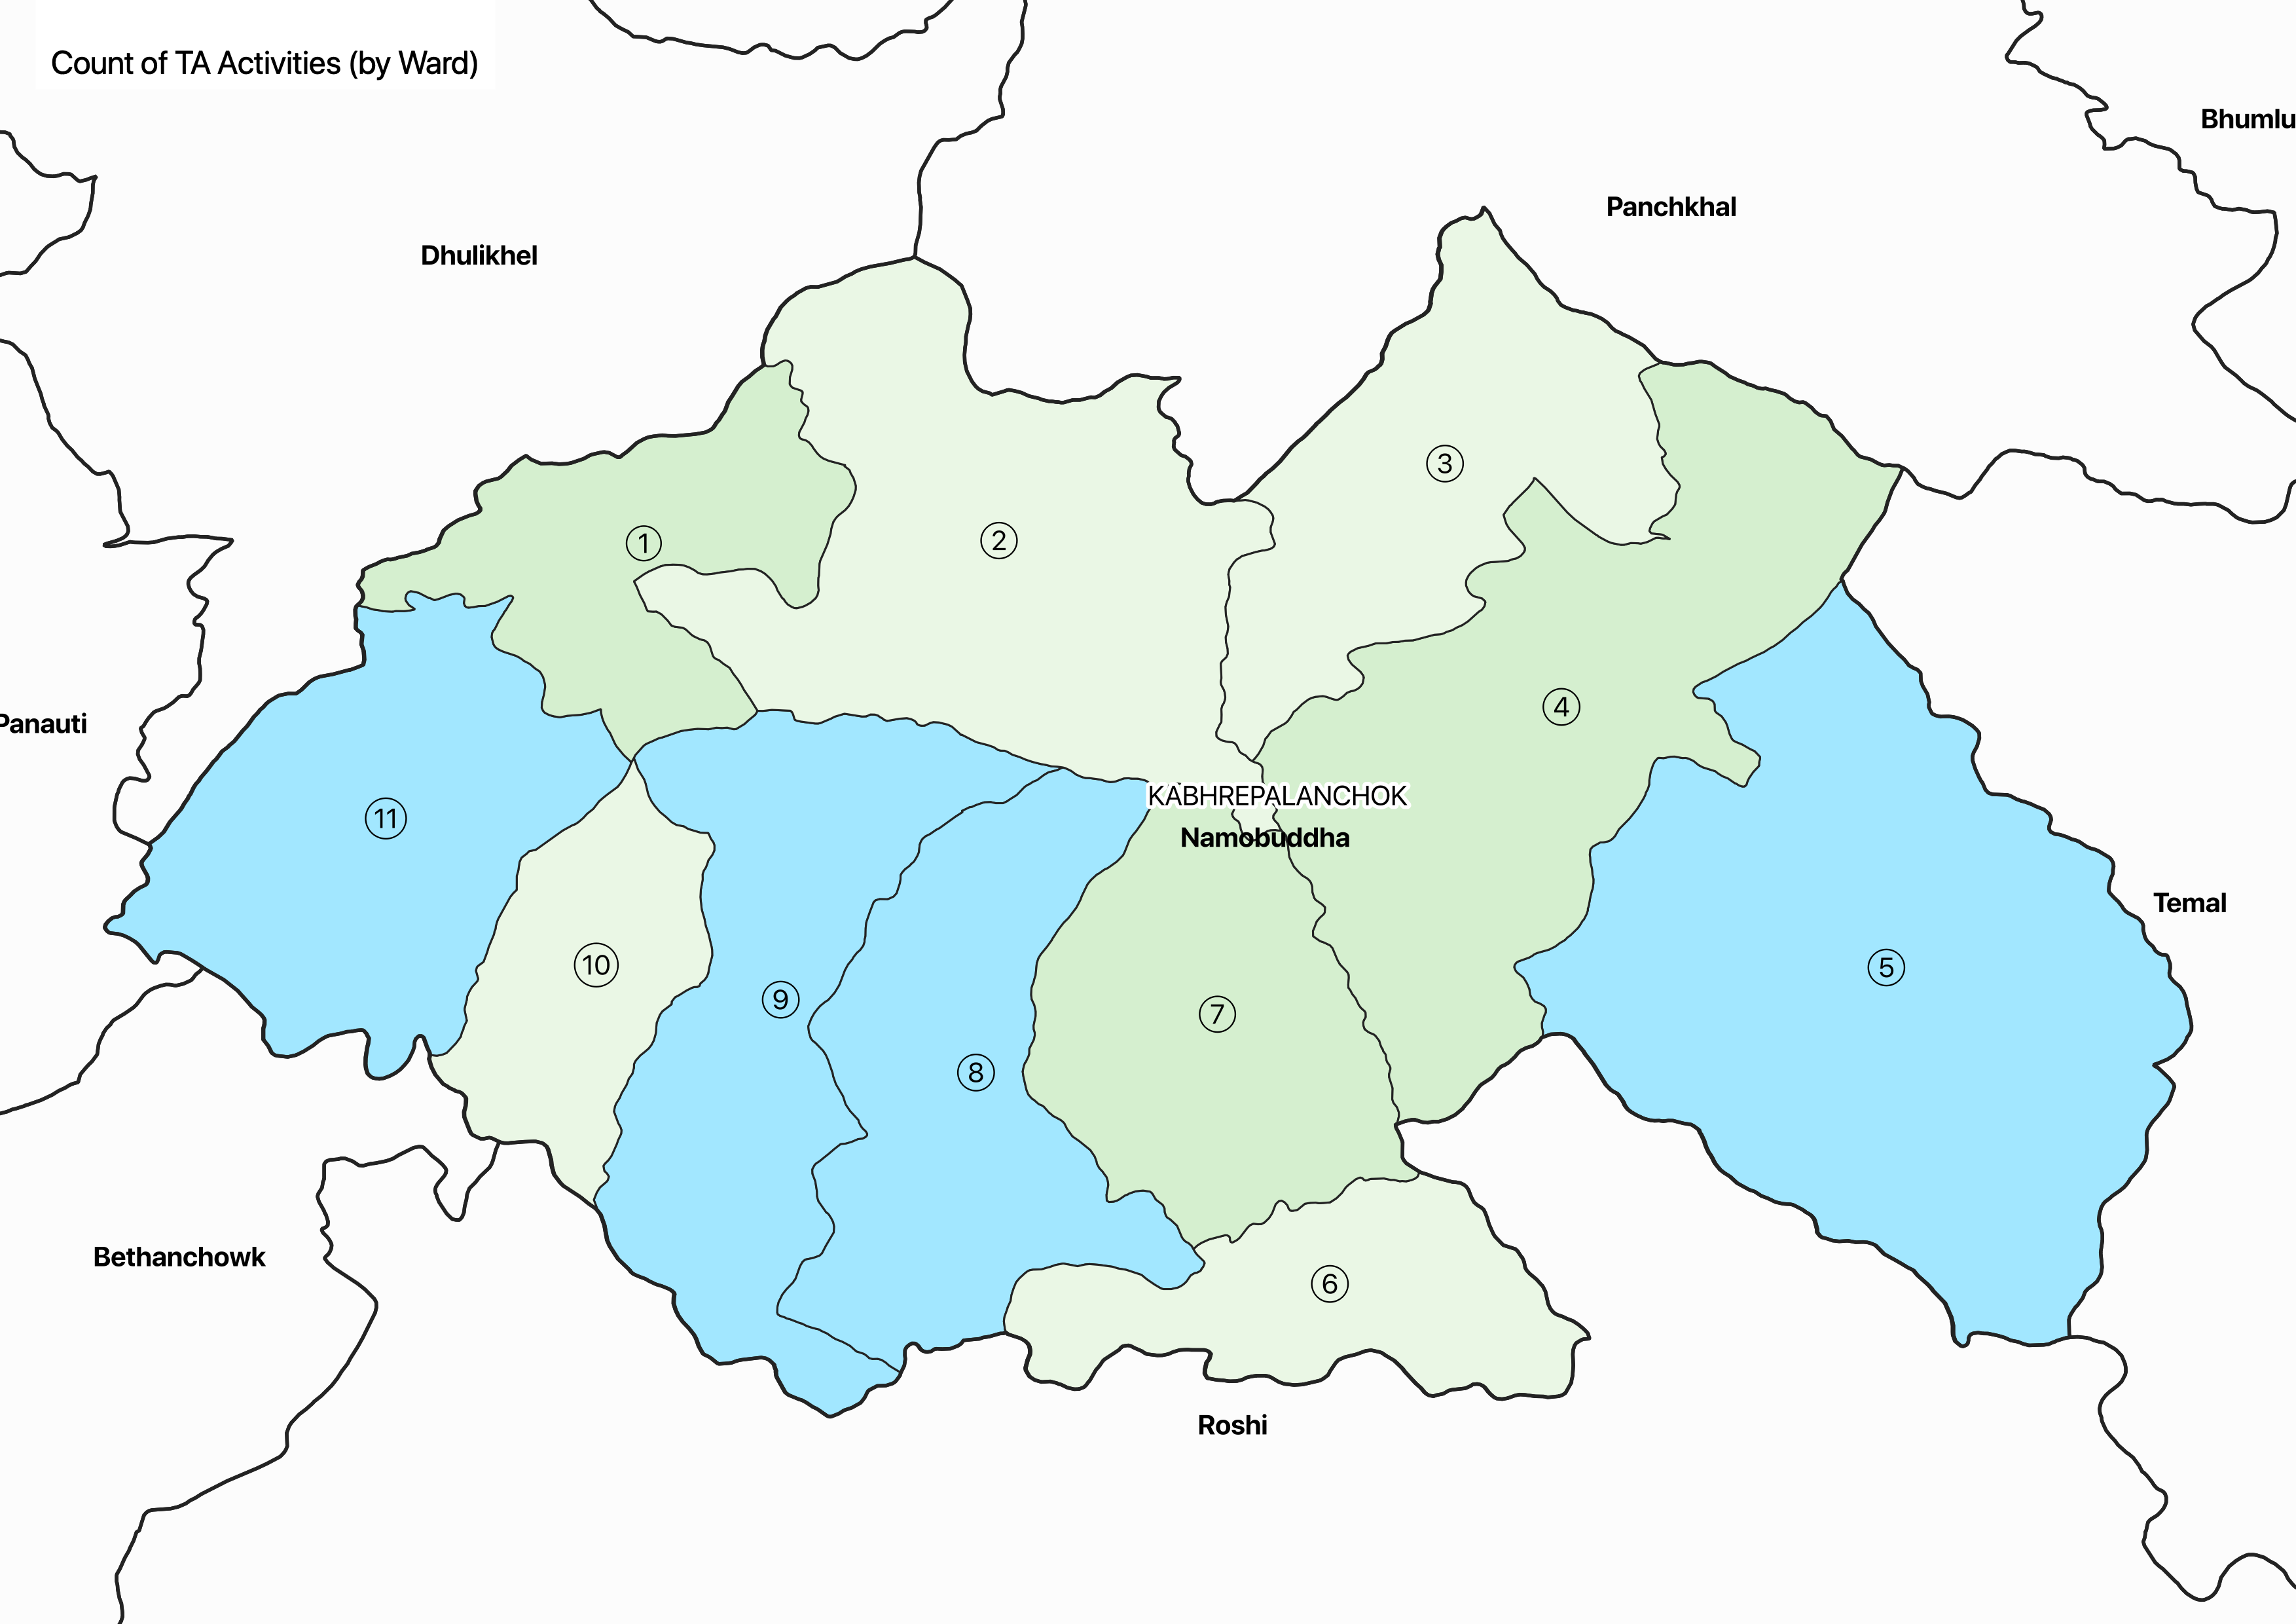 Count of TA Activities (by Ward)
Bhumlu
Panchkhal
Dhulikhel
3
2
1
4
Panauti
KABHREPALANCHOK
11
Namobuddha
Temal
10
5
9
7
8
Bethanchowk
6
Roshi